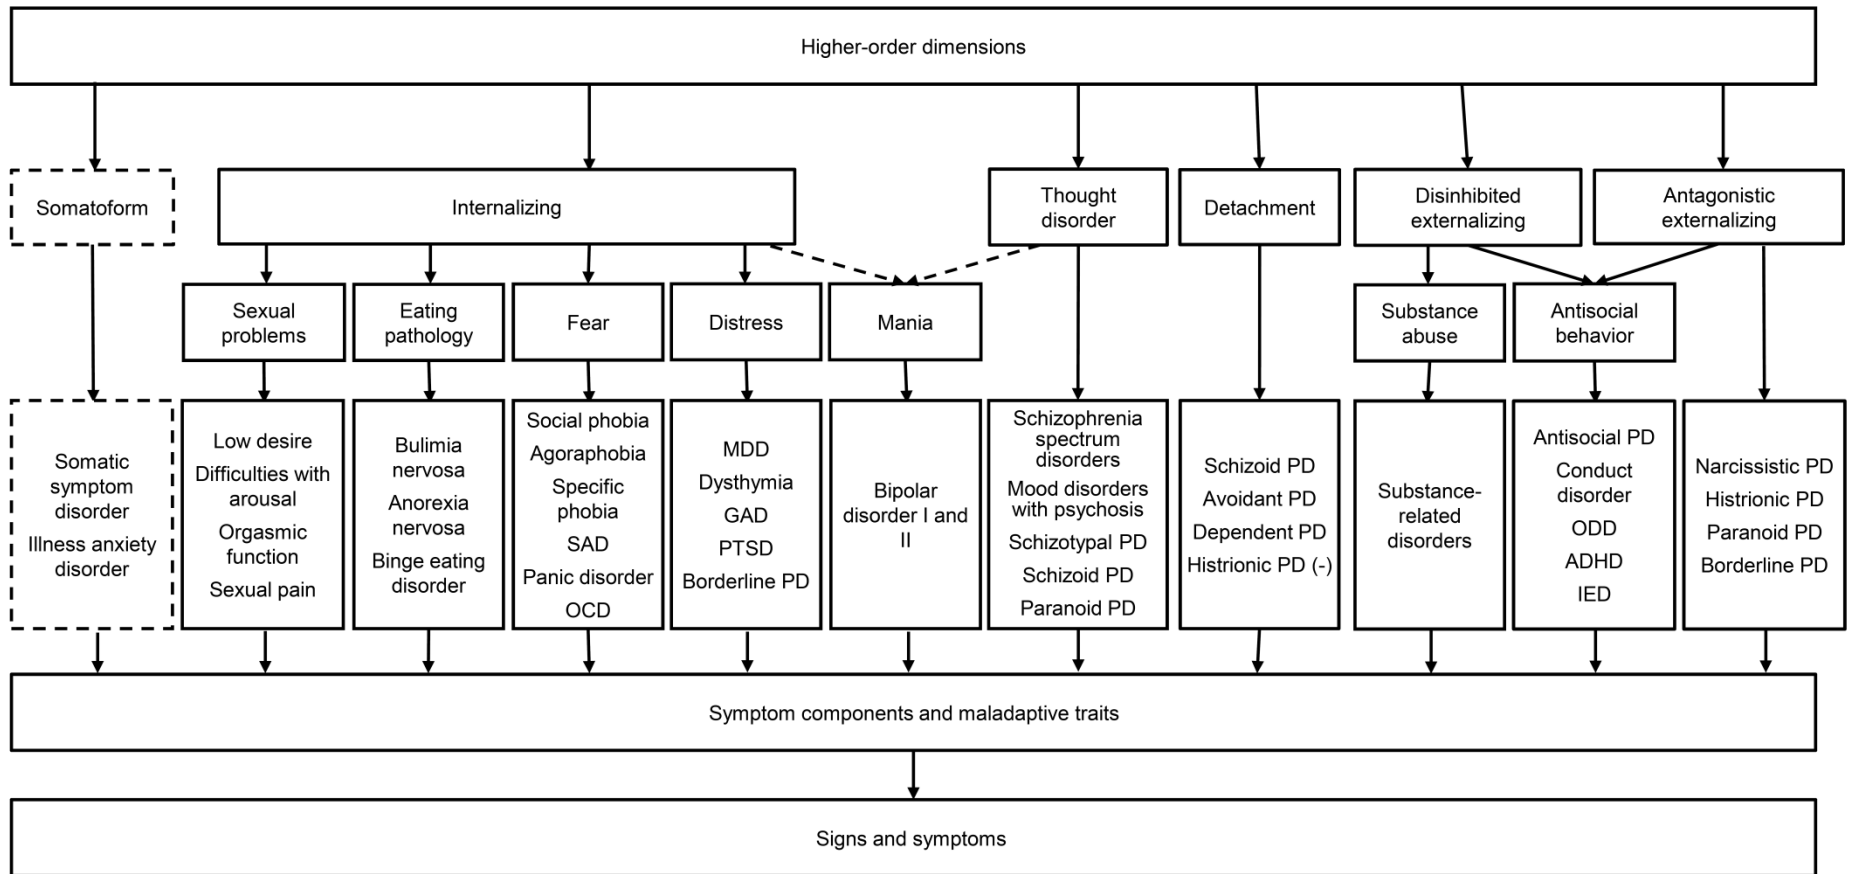 Higher-order dimensions
Somatoform
Internalizing
Thought
disorder
Detachment
Disinhibited
externalizing
Antagonistic
externalizing
Sexual
problems
Eating
pathology
Fear
Distress
Mania
Substance
abuse
Antisocial
behavior
Somatic
symptom
disorder
Illness anxiety
disorder
Low desire
Difficulties with
arousal
Orgasmic
function
Sexual pain
Bulimia
nervosa
Anorexia
nervosa
Binge eating
disorder
Social phobia
Agoraphobia
Specific
phobia
SAD
Panic disorder
OCD
MDD
Dysthymia
GAD
PTSD
Borderline PD
Bipolar
disorder I and
II
Schizophrenia
spectrum
disorders
Mood disorders
with psychosis
Schizotypal PD
Schizoid PD
Paranoid PD
Schizoid PD
Avoidant PD
Dependent PD
Histrionic PD (-)
Substance-
related
disorders
Antisocial PD
Conduct
disorder
ODD
ADHD
IED
Narcissistic PD
Histrionic PD
Paranoid PD
Borderline PD
Symptom components and maladaptive traits
Signs and symptoms